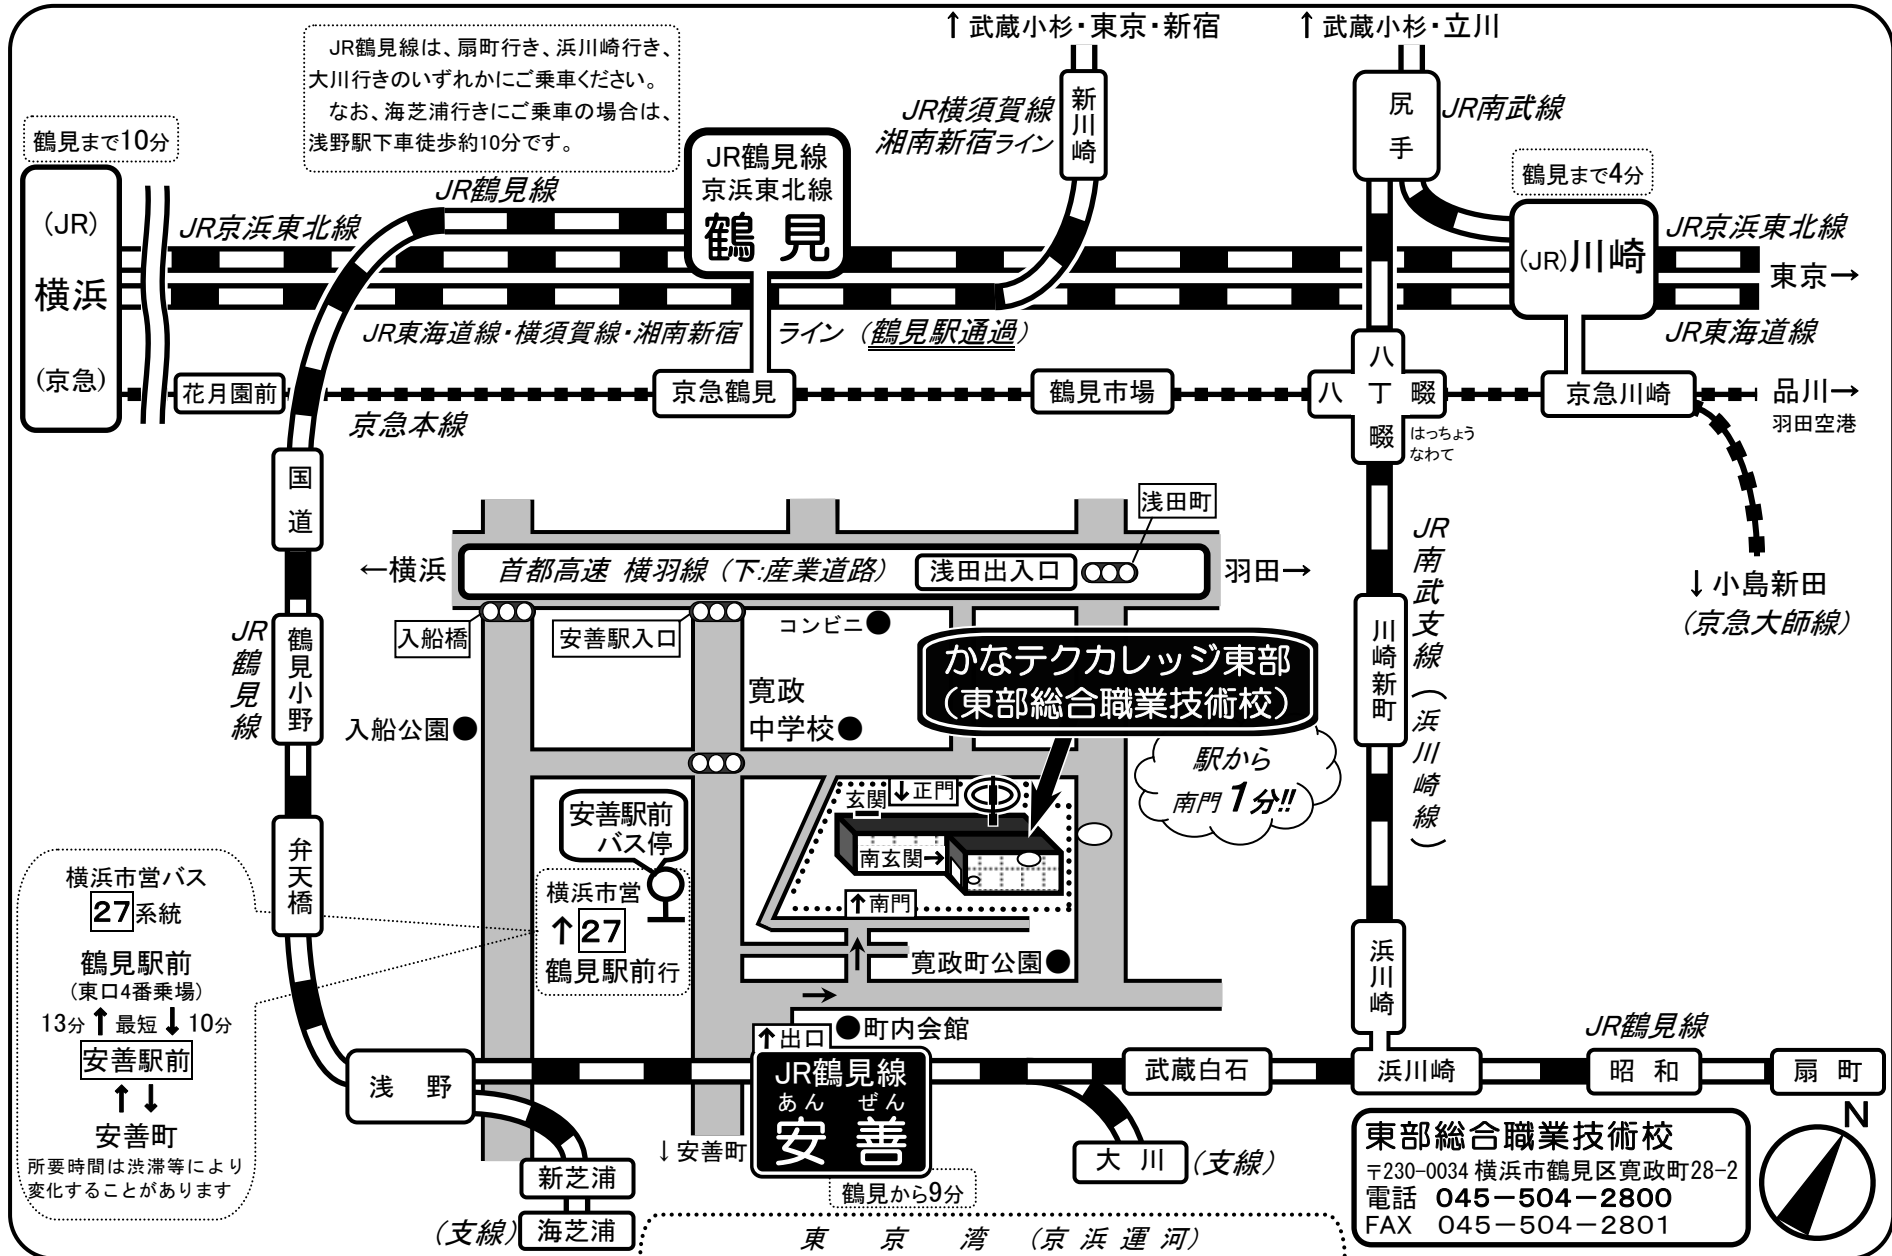 ↑武蔵小杉・東京・新宿
↑武蔵小杉・立川
JR鶴見線は、扇町行き、浜川崎行き、
大川行きのいずれかにご乗車ください。
なお、海芝浦行きにご乗車の場合は、
浅野駅下車徒歩約10分です。
鶴見まで10分
(JR)
横浜
(京急)
JR京浜東北線
JR鶴見線
JR鶴見線
京浜東北線
鶴見
JR横須賀線
湘南新宿ライン
新川崎
尻手
JR南武線
鶴見まで4分
(JR)川崎
JR京浜東北線
東京→
JR東海道線
JR東海道線・横須賀線・湘南新宿
ライン(鶴見駅通過)
花月園前
京急本線
京急鶴見
鶴見市場
八
八丁畷
畷
はっちょう
なわて
京急川崎
品川→
羽田空港
↓小島新田
(京急大師線)
国道
JR鶴見線
鶴見小野
弁天橋
浅田町
←横浜
首都高速 横羽線(下:産業道路)
浅田出入口
羽田→
入船橋
安善駅入口
コンビニ
かなテクカレッジ東部
(東部総合職業技術校)
入船公園
寛政
中学校
駅から
南門1分!!
JR南武支線(浜川崎線)
川崎新町
浜川崎
玄関
↓正門
南玄関→
↑南門
安善駅前
バス停
横浜市営
↑27
鶴見駅前行
寛政町公園
→
横浜市営バス
27系統
鶴見駅前
(東口4番乗場)
13分↑最短↓10分
安善駅前
↑↓
安善町
所要時間は渋滞等により
変化することがあります
↑出口
町内会館
浅野
JR鶴見線
あんぜん
安善
鶴見から9分
↓安善町
武蔵白石
浜川崎
JR鶴見線
昭和
扇町
大川
(支線)
新芝浦
海芝浦
(支線)
東京湾(京浜運河)
東部総合職業技術校
〒230-0034 横浜市鶴見区寛政町28-2
電話 045-504-2800
FAX 045-504-2801
N